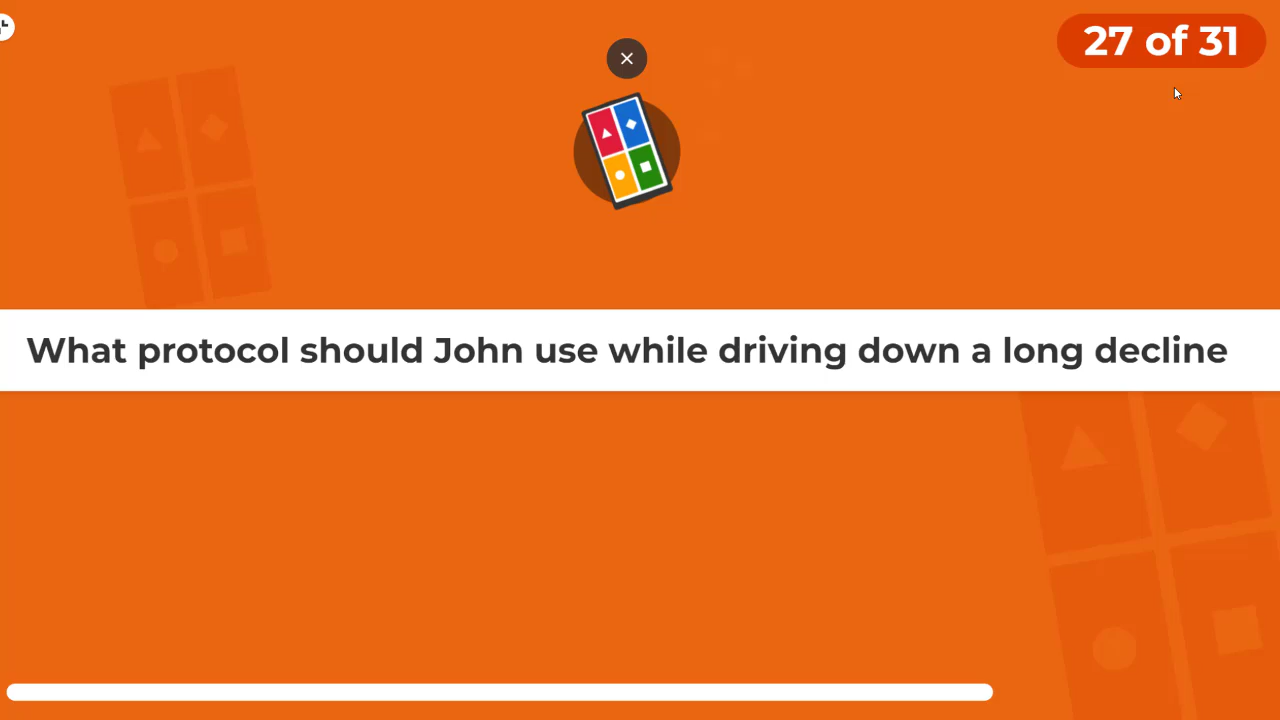 27 of 31
What protocol should John use while driving down a long decline